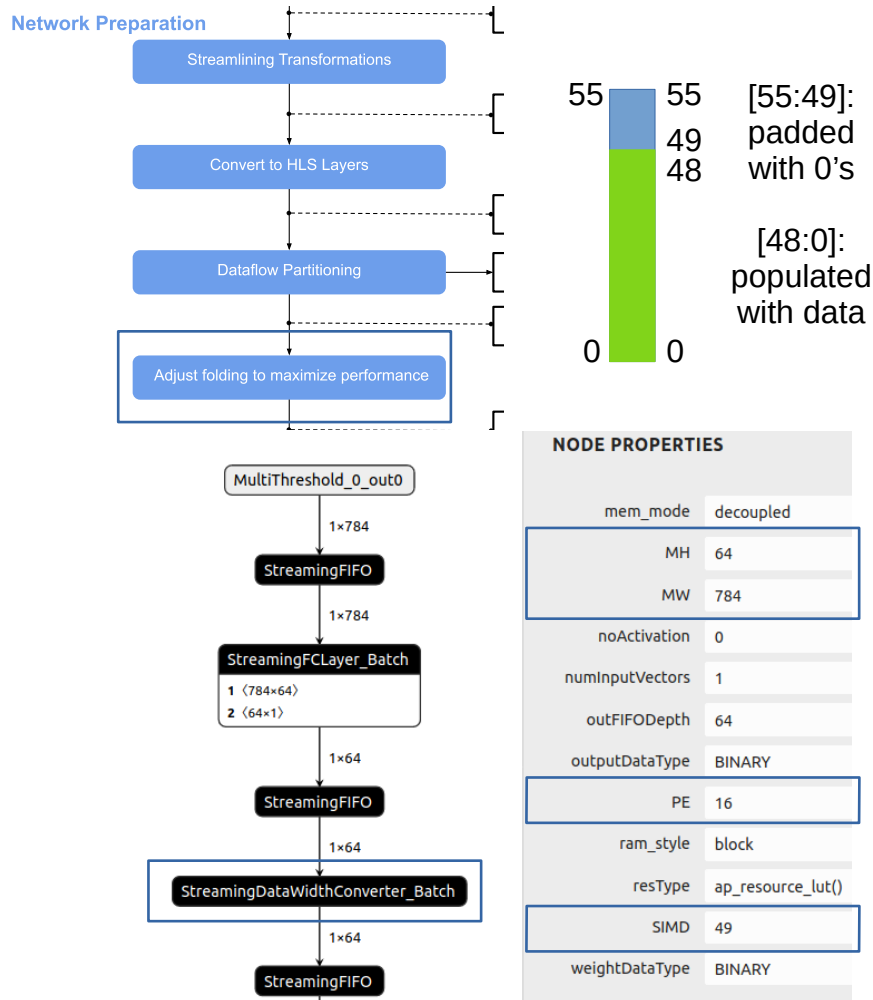 Network Preparation
Streamlining Transformations
Convert to HLS Layers
Dataflow Partitioning
Adjust folding to maximize performance
55 55
49
48
0 0
[55:49]:
padded
with 0’s
[48:0]:
populated
with data
MultiThreshold_0_out0
1×784
StreamingFIFO
1×784
StreamingFCLayer_Batch
1 〈784×64〉
2 〈64×1〉
1×64
StreamingFIFO
1×64
StreamingDataWidthConverter_Batch
1×64
StreamingFIFO
NODE PROPERTIES
mem_mode decoupled
MH 64
MW 784
noActivation 0
numInputVectors 1
outFIFODepth 64
outputDataType BINARY
PE 16
ram_style block
resType ap_resource_lut()
SIMD 49
weightDataType BINARY